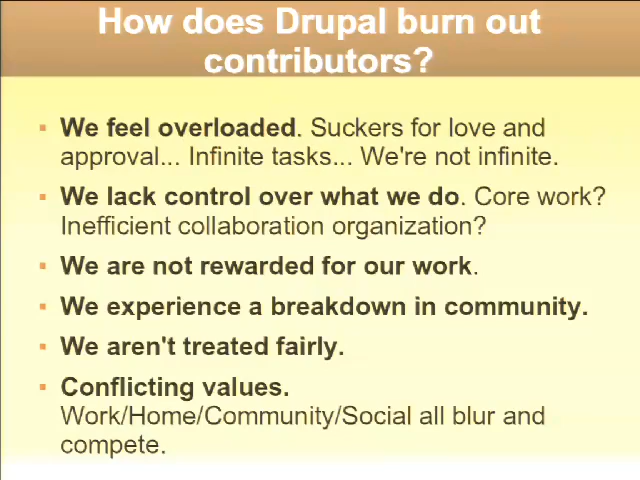 How does Drupal burn out
contributors?
We feel overloaded. Suckers for love and
approval... Infinite tasks... We're not infinite.
We lack control over what we do. Core work?
Inefficient collaboration organization?
We are not rewarded for our work.
We experience a breakdown in community.
We aren't treated fairly.
Conflicting values.
Work/Home/Community/Social all blur and
compete.